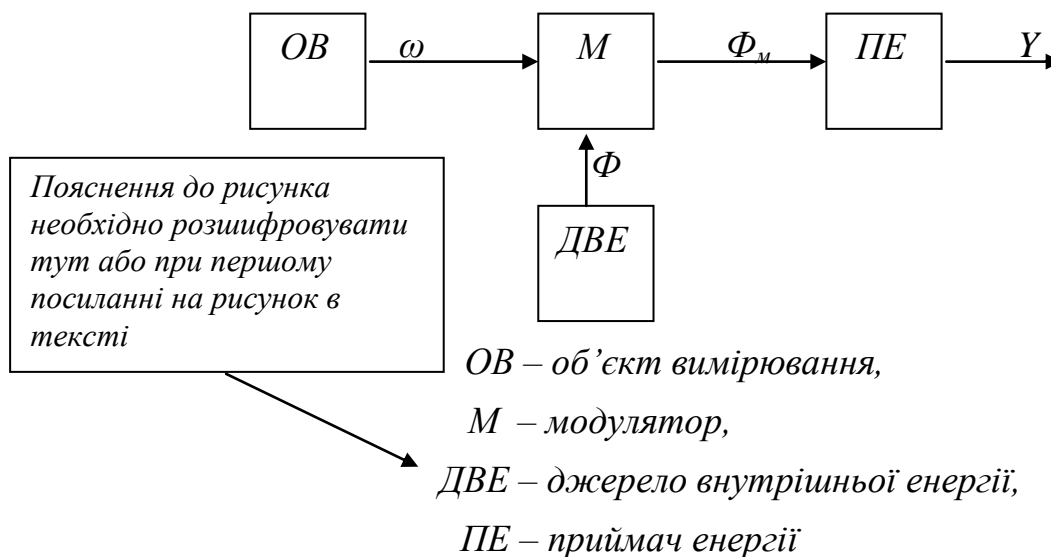 ОВ ω М Фм ПЕ Y
Ф
ДВЕ
Пояснення до рисунка
необхідно розшифровувати
тут або при першому
посиланні на рисунок в
тексті
ОВ – об’єкт вимірювання,
М – модулятор,
ДВЕ – джерело внутрішньої енергії,
ПЕ – приймач енергії